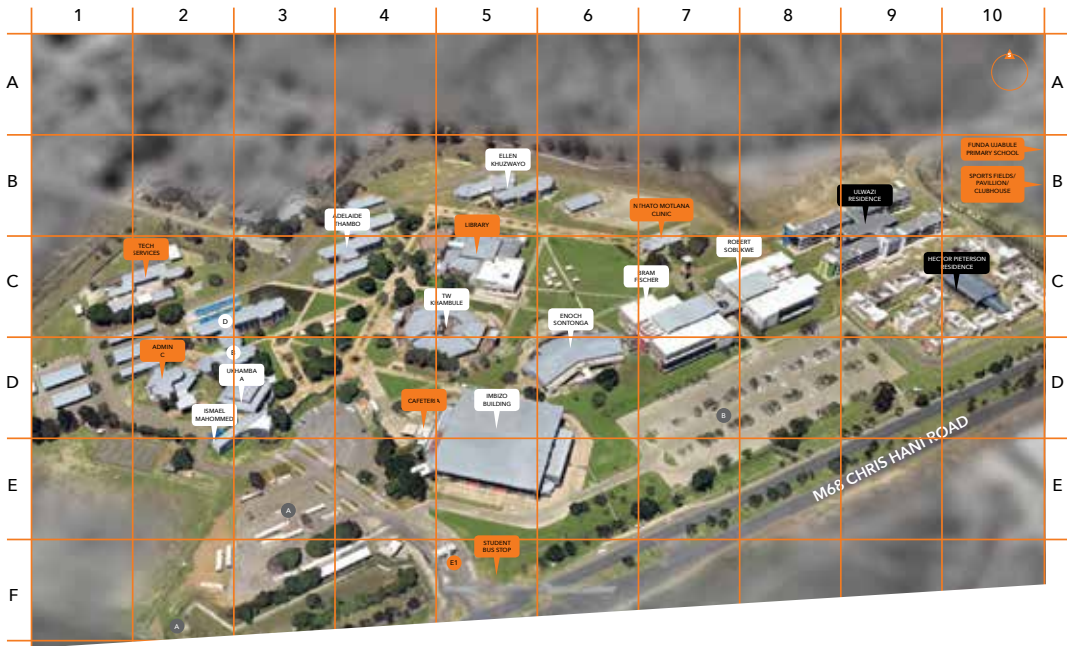 1 2 3 4 5 6 7 8 9 10
A
A
S
B
B
FUNDA UJABULE
PRIMARY SCHOOL
SPORTS FIELDS/
PAVILLION/
CLUBHOUSE
ELLEN
KHUZWAYO
ULWAZI
RESIDENCE
NTHATO MOTLANA
CLINIC
ADELAIDE
THAMBO
LIBRARY
C
C
TECH
SERVICES
ROBERT
SOBUKWE
HECTOR PIETERSON
RESIDENCE
BRAM
FISCHER
TW
KHAMBULE
ENOCH
SONTONGA
D
D
D
ADMIN
C
B
UKHAMBA
A
CAFETERIA
IMBIZO
BUILDING
ISMAEL
MAHOMMED
B
M68 CHRIS HANI ROAD
E
E
A
STUDENT
BUS STOP
E1
F
F
A